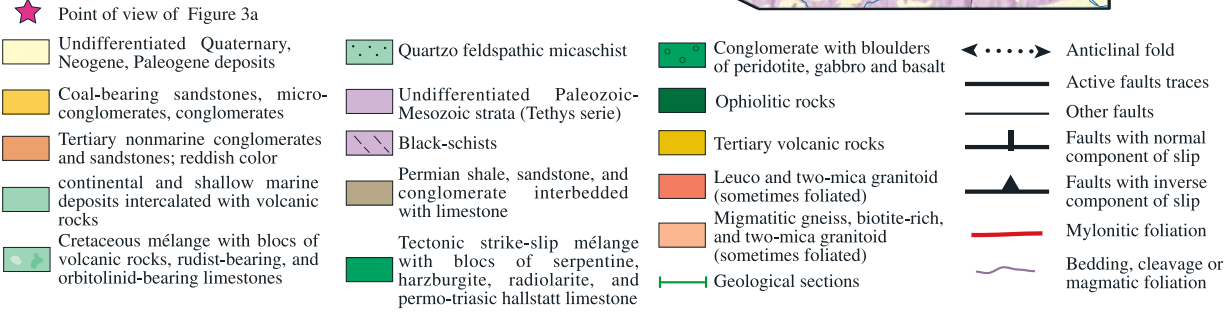 Point of view of Figure 3a
Undifferentiated Quaternary,
Neogene, Paleogene deposits
Coal-bearing sandstones, micro-
conglomerates, conglomerates
Tertiary nonmarine conglomerates
and sandstones; reddish color
continental and shallow marine
deposits intercalated with volcanic
rocks
Cretaceous mélange with blocs of
volcanic rocks, rudist-bearing, and
orbitolinid-bearing limestones
Quartzo feldspathic micaschist
Undifferentiated Paleozoic-
Mesozoic strata (Tethys serie)
Black-schists
Permian shale, sandstone, and
conglomerate interbedded
with limestone
Tectonic strike-slip mélange
with blocs of serpentine,
harzburgite, radiolarite, and
permo-triasic hallstatt limestone
Conglomerate with bloulders
of peridotite, gabbro and basalt
Ophiolitic rocks
Tertiary volcanic rocks
Leuco and two-mica granitoid
(sometimes foliated)
Migmatitic gneiss, biotite-rich,
and two-mica granitoid
(sometimes foliated)
Geological sections
Anticlinal fold
Active faults traces
Other faults
Faults with normal
component of slip
Faults with inverse
component of slip
Mylonitic foliation
Bedding, cleavage or
magmatic foliation